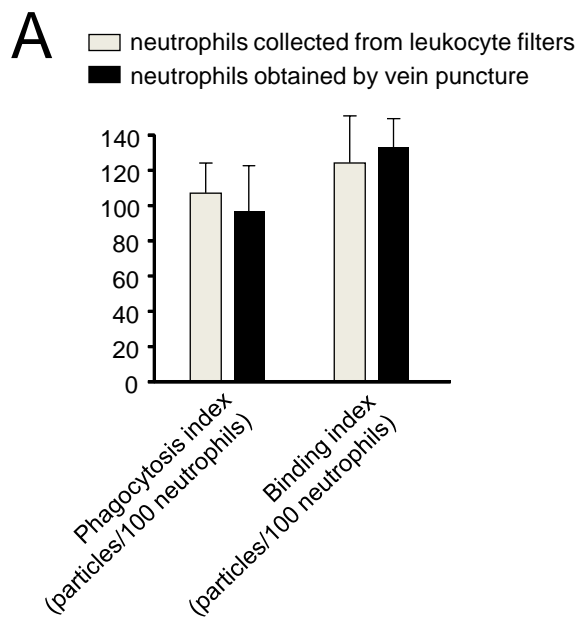 A
neutrophils collected from leukocyte filters
neutrophils obtained by vein puncture
140
120
100
80
60
40
20
0
Phagocytosis index
(particles/100 neutrophils)
Binding index
(particles/100 neutrophils)